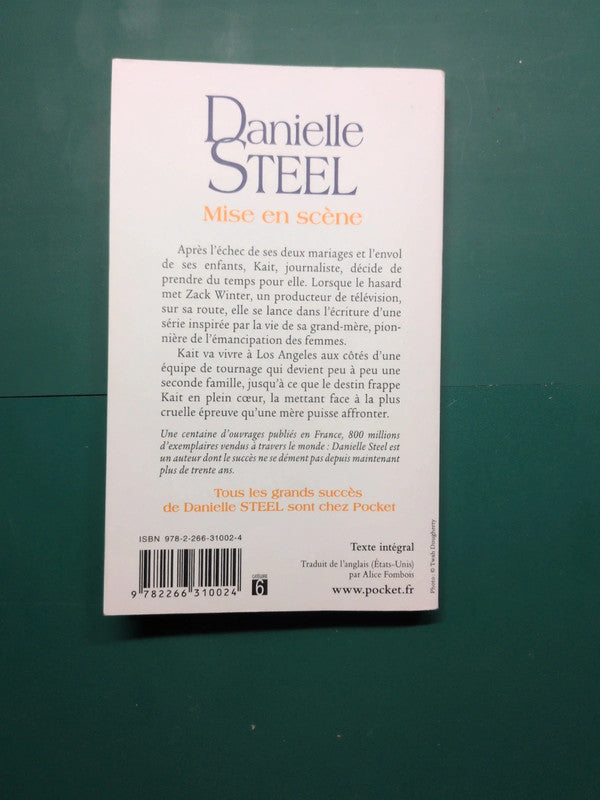 Danielle
STEEL
Mise en scène
Après l'échec de ses deux mariages et l'envol
de ses enfants, Kait, journaliste, décide de
prendre du temps pour elle. Lorsque le hasard
met Zack Winter, un producteur de télévision,
sur sa route, elle se lance dans l'écriture d'une
série inspirée par la vie de sa grand-mère, pion-
nière de l'émancipation des femmes.
Kait va vivre à Los Angeles aux côtés d'une
équipe de tournage qui devient peu à peu une
seconde famille, jusqu'à ce que le destin frappe
Kait en plein cœur, la mettant face à la plus
cruelle épreuve qu'une mère puisse affronter.
Une centaine d'ouvrages publiés en France, 800 millions
d'exemplaires vendus à travers le monde : Danielle Steel est
un auteur dont le succès ne se dément pas depuis maintenant
plus de trente ans.
Tous les grands succès
de Danielle STEEL sont chez Pocket
ISBN 978-2-266-31002-4
9 782266 310024
CATÉGORIE
6
Texte intégral
Traduit de l'anglais (États-Unis)
par Alice Fombois
www.pocket.fr
Photo: © Twah Dougherty